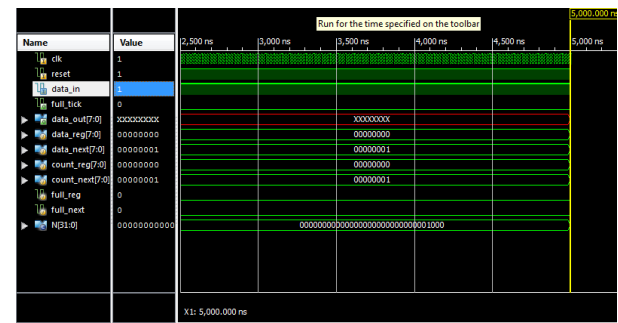 5,000.000 ns
Run for the time specified on the toolbar
Name Value 2,500 ns 3,000 ns 3,500 ns 4,000 ns 4,500 ns 5,000 ns
clk 1
reset 1
data_in 1
full_tick 0
data_out[7:0] XXXXXXXX XXXXXXXX
data_reg[7:0] 00000000 00000000
data_next[7:0] 00000001 00000001
count_reg[7:0] 00000000 00000000
count_next[7:0] 00000001 00000001
full_reg 0
full_next 0
N[31:0] 00000000000 00000000000000000000000000001000
X1: 5,000.000 ns